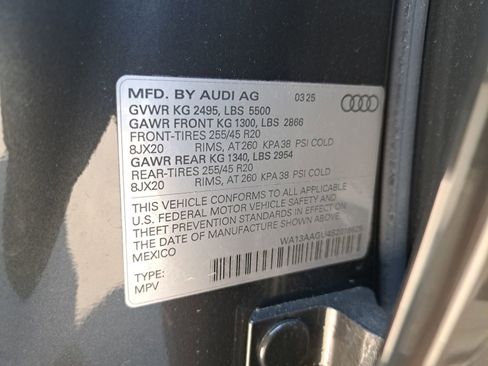 MFD. BY AUDI AG 03 25
GVWR KG 2495, LBS 5500
GAWR FRONT KG 1300, LBS 2866
FRONT-TIRES 255/45 R20
8JX20 RIMS, AT 260 KPA 38 PSI COLD
GAWR REAR KG 1340, LBS 2954
REAR-TIRES 255/45 R20
8JX20 RIMS, AT 260 KPA 38 PSI COLD
THIS VEHICLE CONFORMS TO ALL APPLICABLE
U.S. FEDERAL MOTOR VEHICLE SAFETY AND
THEFT PREVENTION STANDARDS IN EFFECT ON
THE DATE OF MANUFACTURE SHOWN ABOVE.
MEXICO
TYPE:
MPV